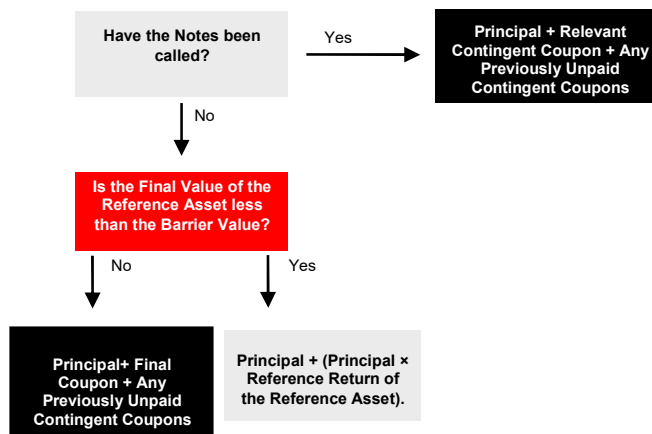 Have the Notes been
called?
Yes
Principal + Relevant
Contingent Coupon + Any
Previously Unpaid
Contingent Coupons
No
Is the Final Value of the
Reference Asset less
than the Barrier Value?
No
Yes
Principal+ Final
Coupon + Any
Previously Unpaid
Contingent Coupons
Principal + (Principal ×
Reference Return of
the Reference Asset).